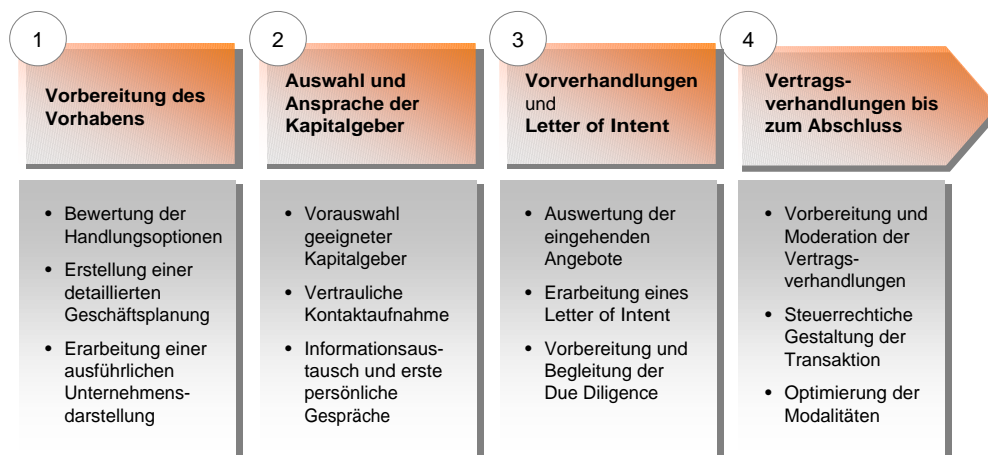 1
Vorbereitung des
Vorhabens
• Bewertung der
Handlungsoptionen
• Erstellung einer
detaillierten
Geschäftsplanung
• Erarbeitung einer
ausführlichen
Unternehmens-
darstellung
2
Auswahl und
Ansprache der
Kapitalgeber
• Vorauswahl
geeigneter
Kapitalgeber
• Vertrauliche
Kontaktaufnahme
• Informationsaus-
tausch und erste
persönliche
Gespräche
3
Vorverhandlungen
und
Letter of Intent
• Auswertung der
eingehenden
Angebote
• Erarbeitung eines
Letter of Intent
• Vorbereitung und
Begleitung der
Due Diligence
4
Vertrags-
verhandlungen bis
zum Abschluss
• Vorbereitung und
Moderation der
Vertrags-
verhandlungen
• Steuerrechtiche
Gestaltung der
Transaktion
• Optimierung der
Modalitäten